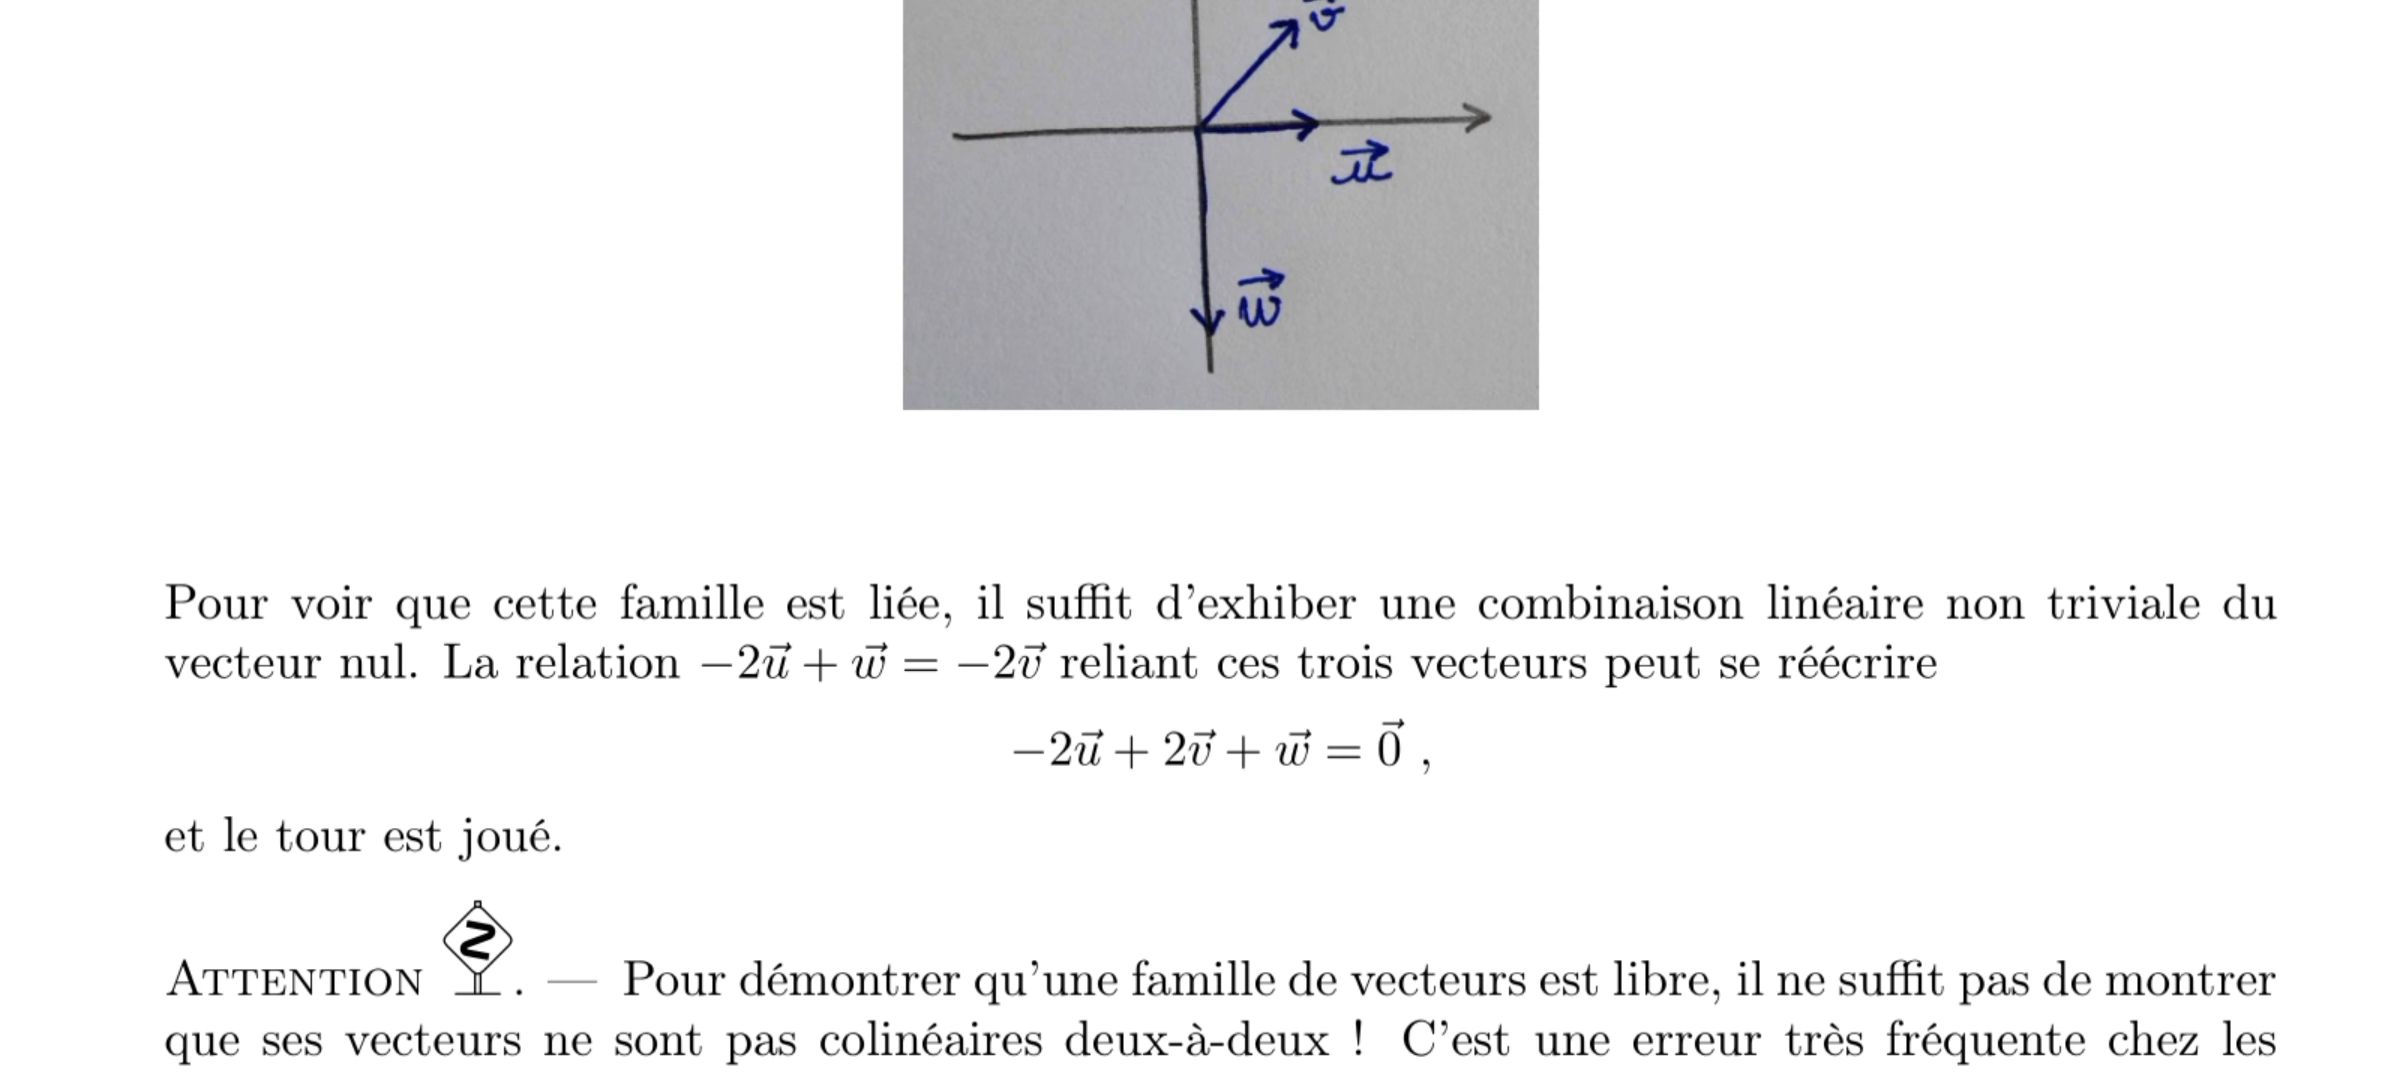 v⃗
u⃗
w⃗
Pour voir que cette famille est liée, il suffit d'exhiber une combinaison linéaire non triviale du
vecteur nul. La relation −2u⃗ + w⃗ = −2v⃗ reliant ces trois vecteurs peut se réécrire
−2u⃗ + 2v⃗ + w⃗ = 0⃗ ,
et le tour est joué.
ATTENTION . — Pour démontrer qu'une famille de vecteurs est libre, il ne suffit pas de montrer
que ses vecteurs ne sont pas colinéaires deux-à-deux ! C'est une erreur très fréquente chez les